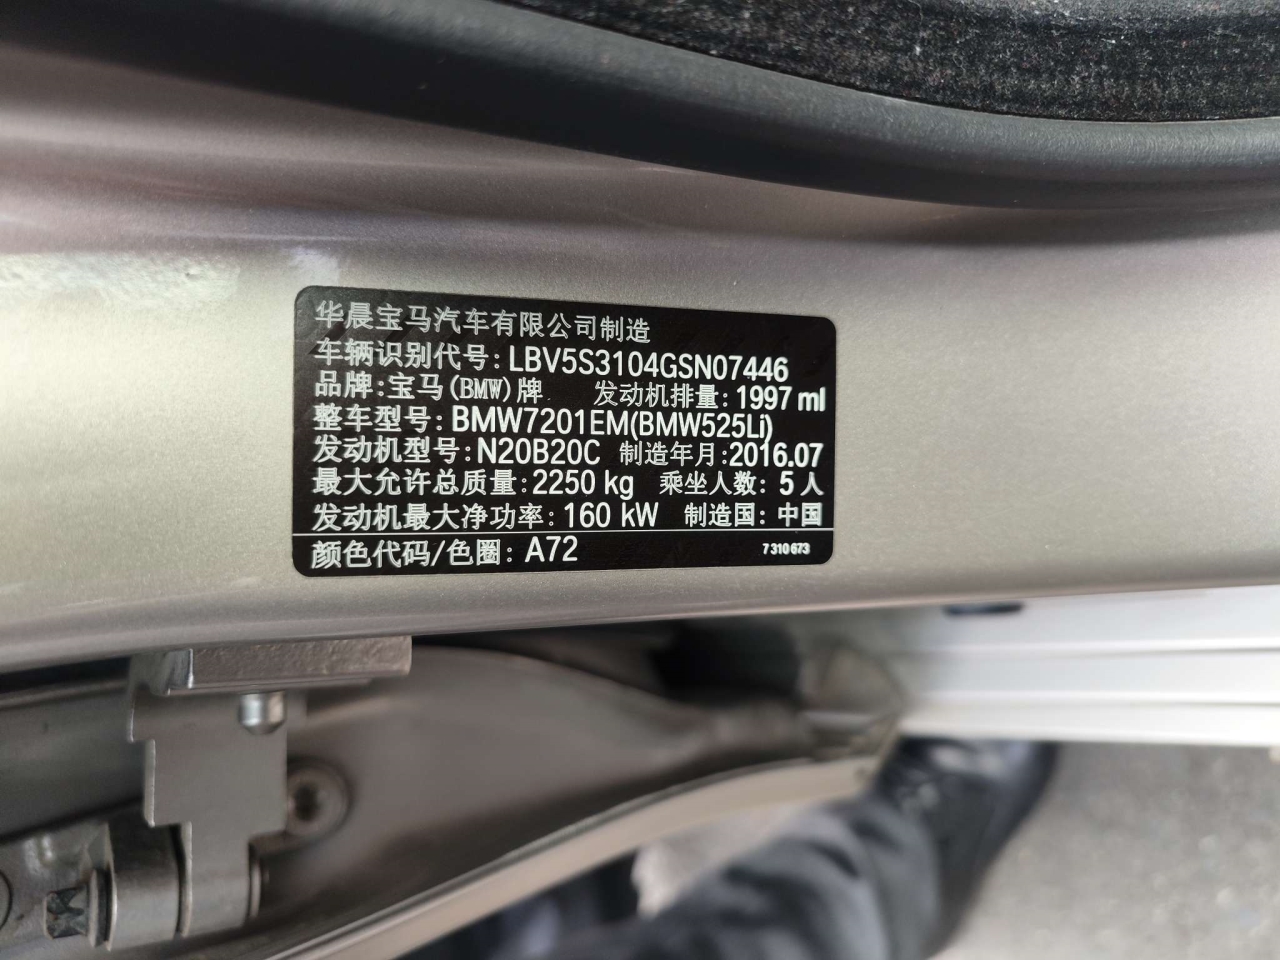 华晨宝马汽车有限公司制造
车辆识别代号: LBV5S3104GSN07446
品牌: 宝马(BMW)牌 发动机排量: 1997 ml
整车型号: BMW7201EM(BMW525Li)
发动机型号: N20B20C 制造年月: 2016.07
最大允许总质量: 2250 kg 乘坐人数: 5 人
发动机最大净功率: 160 kW 制造国: 中国
颜色代码/色圈: A72 7 310 673